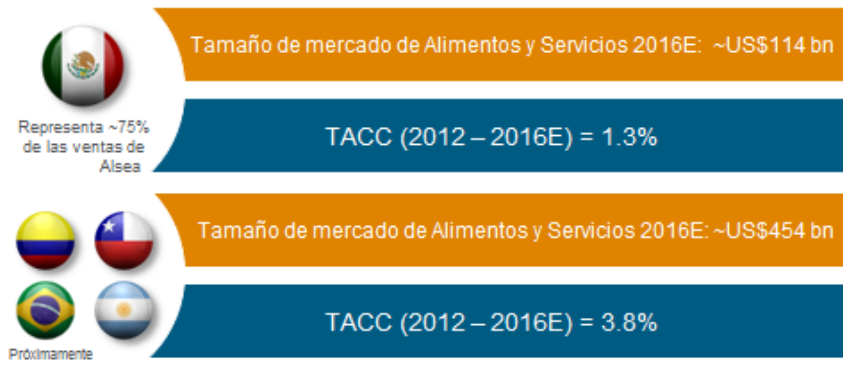 Tamaño de mercado de Alimentos y Servicios 2016E: ~US$114 bn
Representa ~75%
de las ventas de
Alsea
TACC (2012 – 2016E) = 1.3%
Tamaño de mercado de Alimentos y Servicios 2016E: ~US$454 bn
TACC (2012 – 2016E) = 3.8%
Próximamente